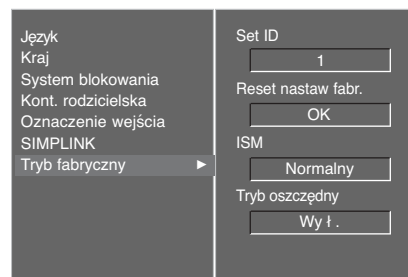 Język
Kraj
System blokowania
Kont. rodzicielska
Oznaczenie wejścia
SIMPLINK
Tryb fabryczny ►
Set ID
1
Reset nastaw fabr.
OK
ISM
Normalny
Tryb oszczędny
Wy ł .